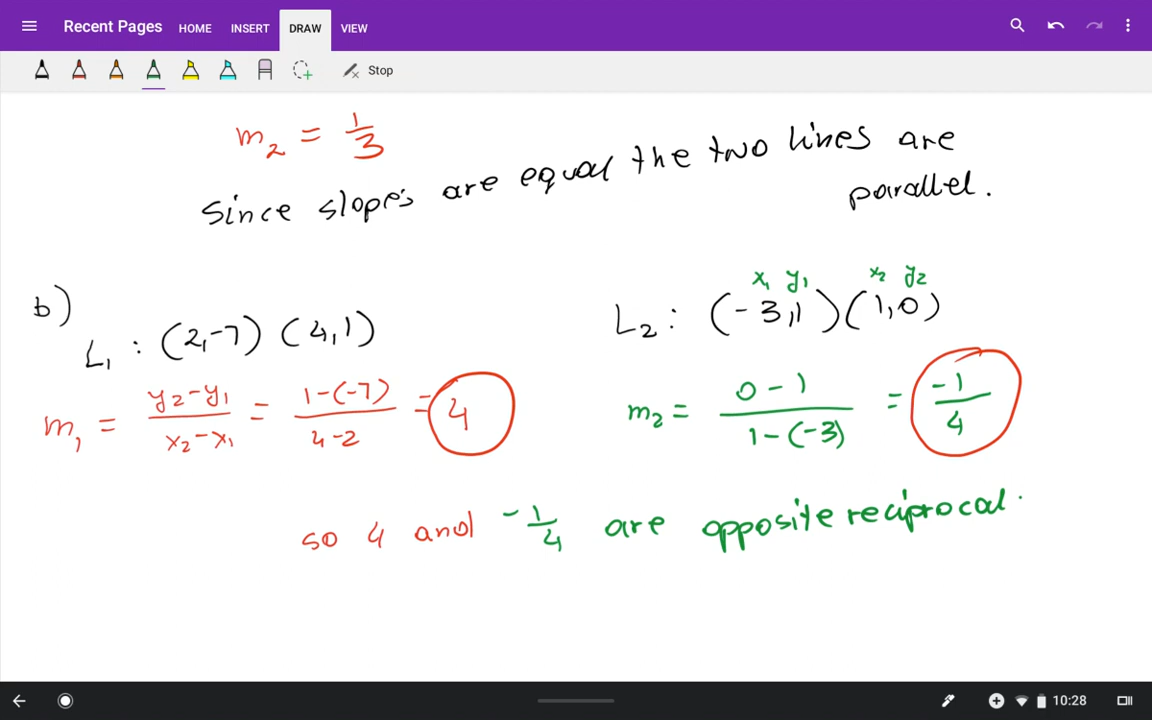 Recent Pages HOME INSERT DRAW VIEW
Stop
m₂ = 1/3
Since slope's are equal the two lines are
parallel.
b)
L₁ : (2,-7) (4,1)
x₁ y₁ x₂ y₂
L₂ : (-3,1)(1,0)
m₁ = y₂-y₁/x₂-x₁ = 1-(-7)/4-2 = 4
m₂ = 0-1/1-(-3) = -1/4
so 4 and -1/4 are opposite reciprocal.
10:28